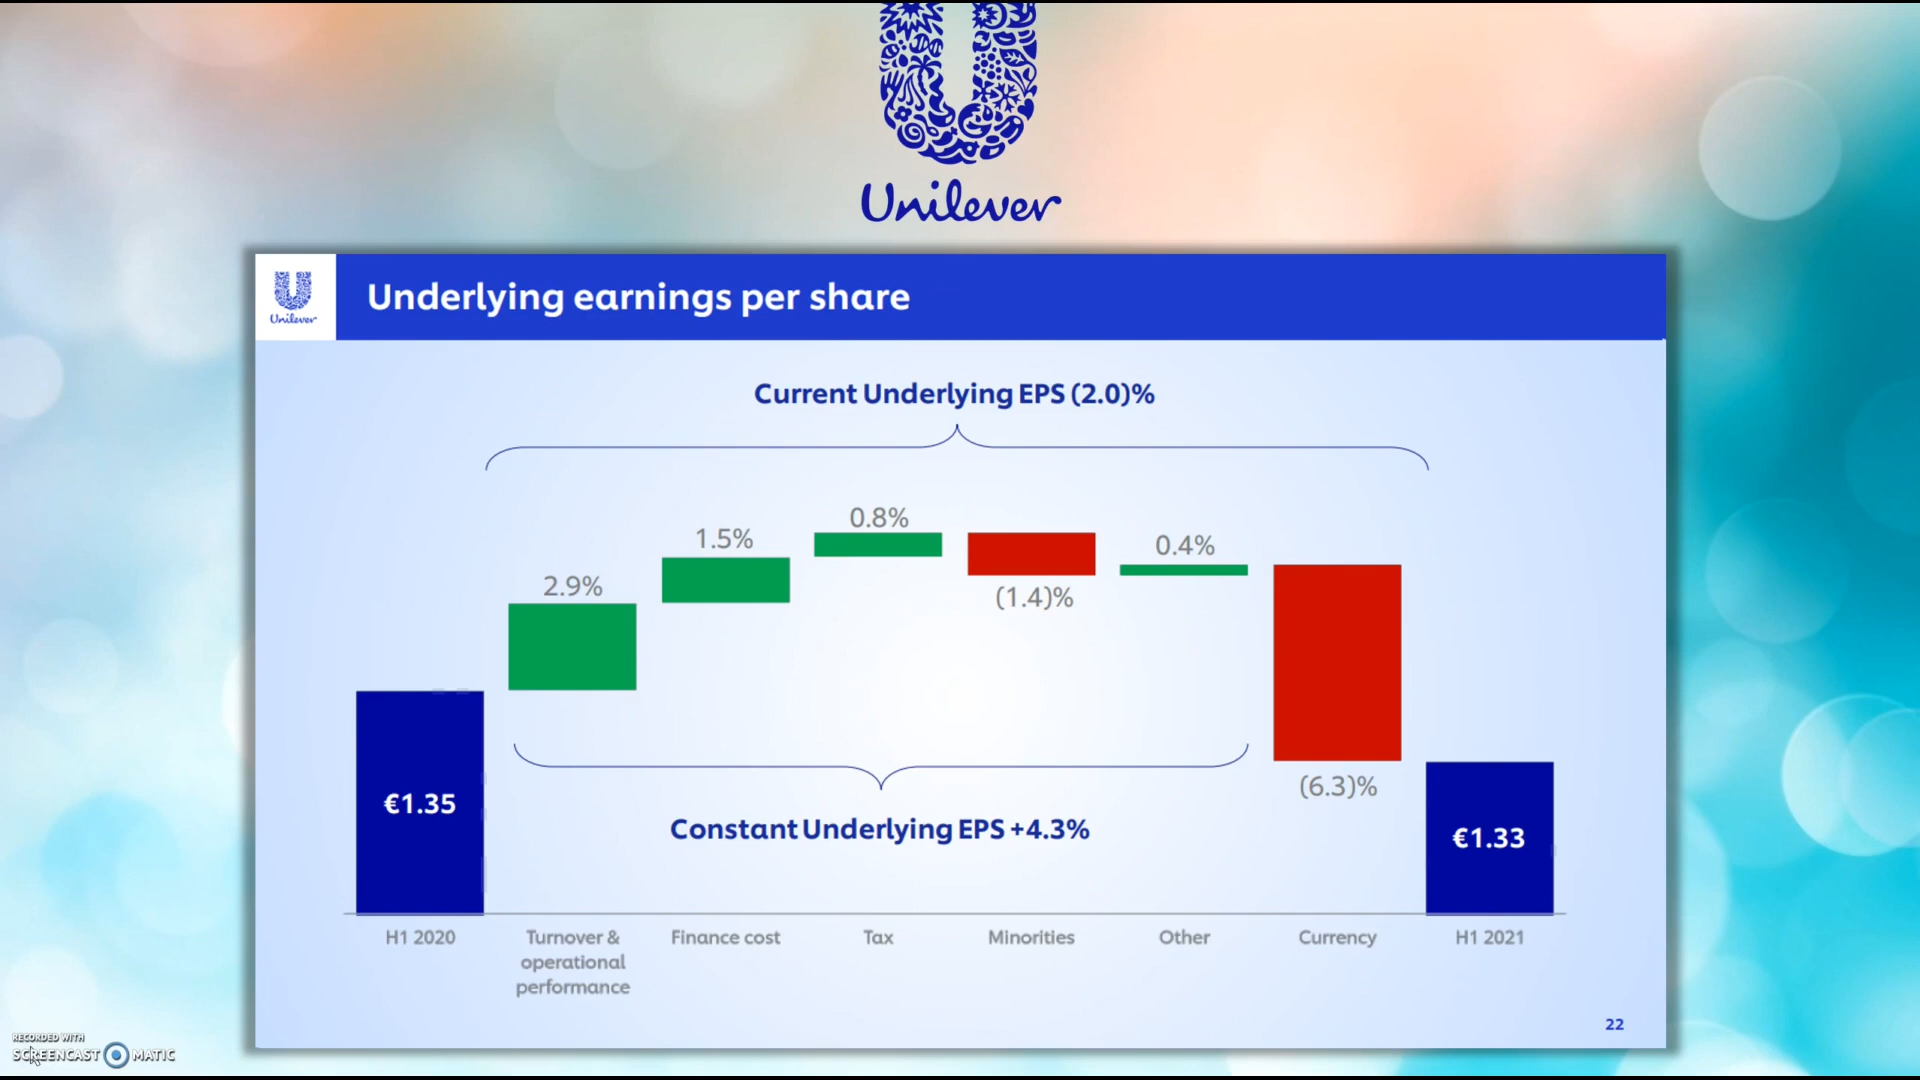 Unilever
Unilever
Underlying earnings per share
Current Underlying EPS (2.0)%
0.8%
1.5%
0.4%
2.9%
(1.4)%
(6.3)%
€1.35
Constant Underlying EPS +4.3%
€1.33
H1 2020
Turnover &
operational
performance
Finance cost
Tax
Minorities
Other
Currency
H1 2021
22
RECORDED WITH
SCREENCAST MATIC